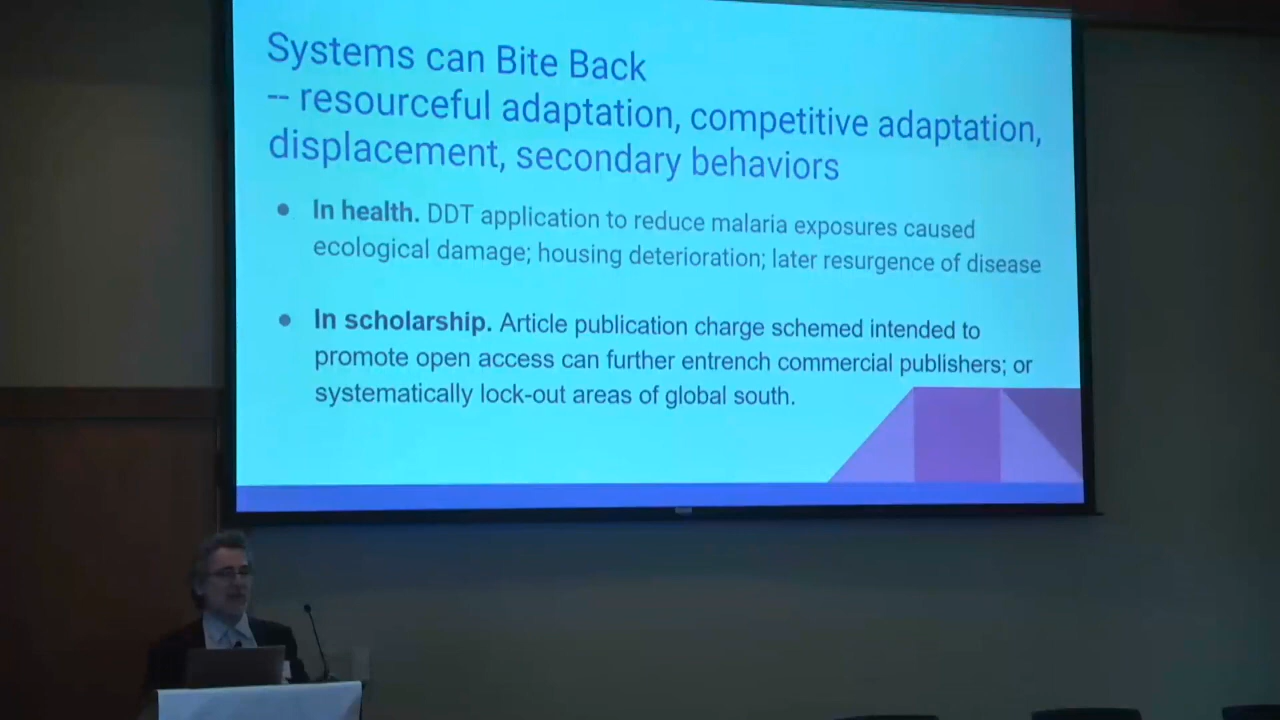 Systems can Bite Back
-- resourceful adaptation, competitive adaptation,
displacement, secondary behaviors
● In health. DDT application to reduce malaria exposures caused
ecological damage; housing deterioration; later resurgence of disease
● In scholarship. Article publication charge schemed intended to
promote open access can further entrench commercial publishers; or
systematically lock-out areas of global south.